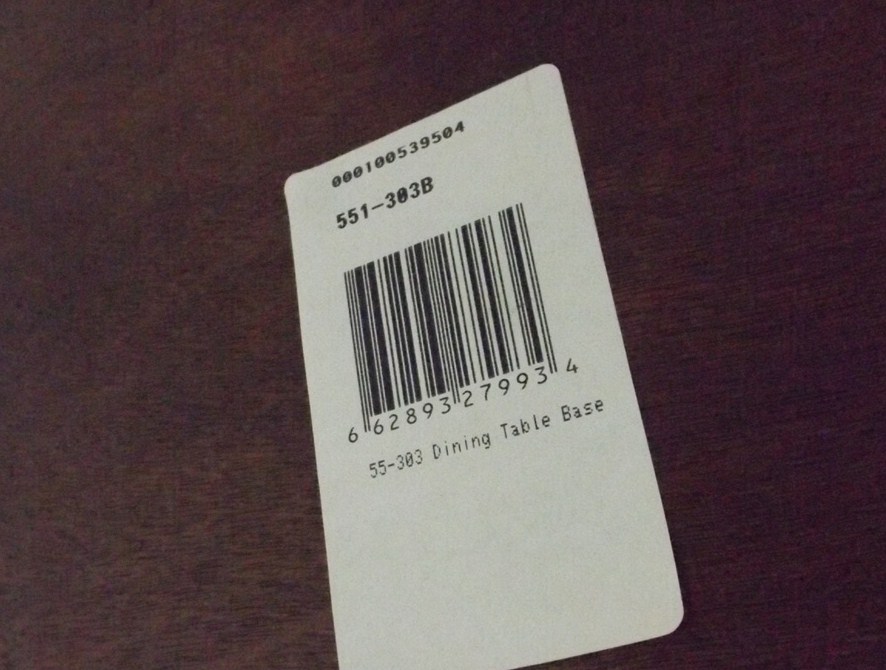 000100539504
551-303B
6 62893 27993 4
55-303 Dining Table Base